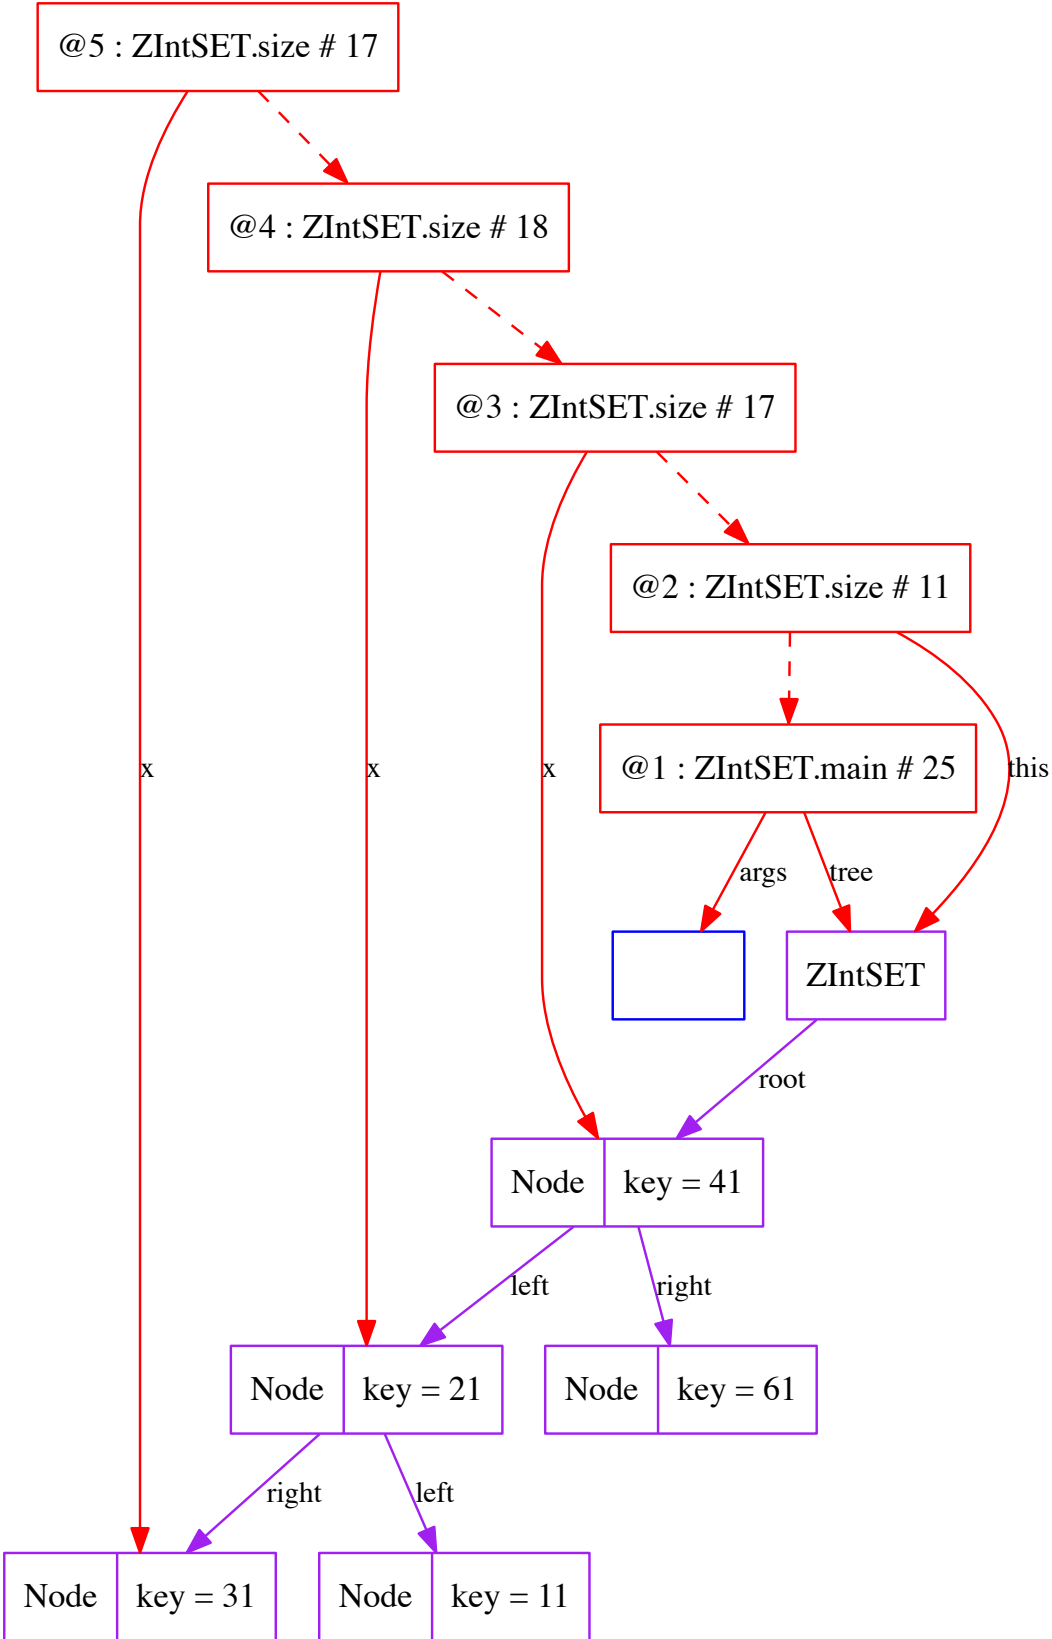 @5 : ZIntSET.size # 17
@4 : ZIntSET.size # 18
@3 : ZIntSET.size # 17
@2 : ZIntSET.size # 11
x
x
x
@1 : ZIntSET.main # 25
this
args
tree
ZIntSET
root
Node
key = 41
left
right
Node
key = 21
Node
key = 61
right
left
Node
key = 31
Node
key = 11